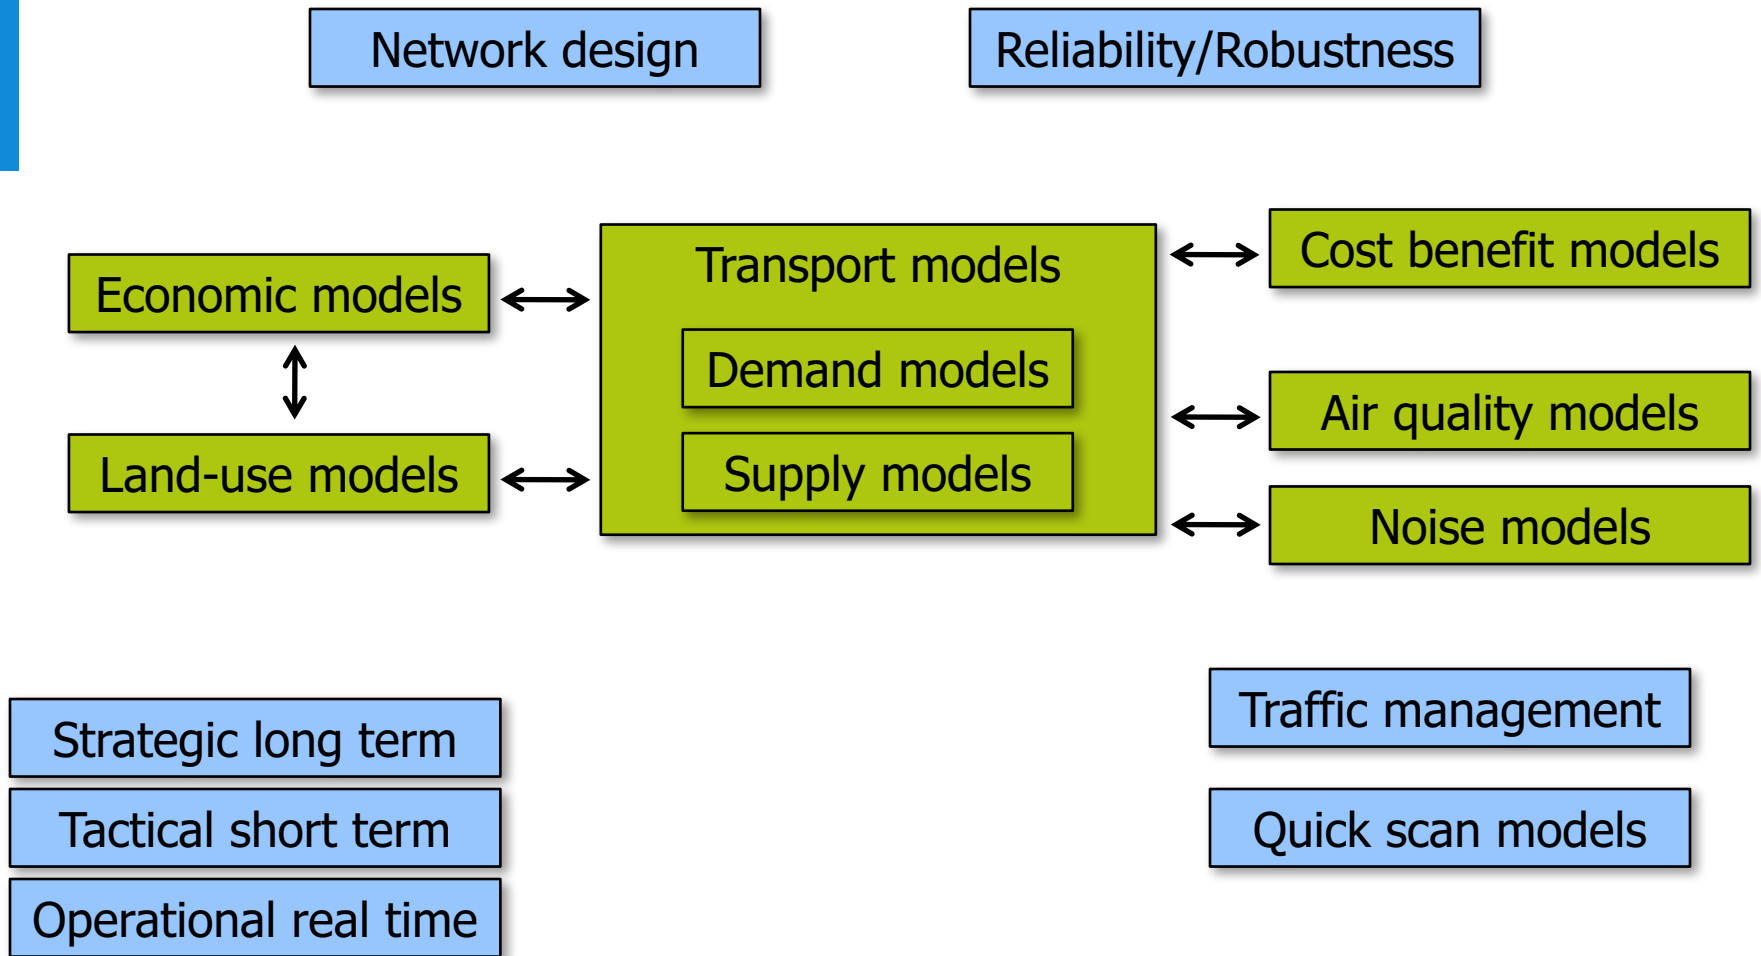 Network design
Reliability/Robustness
Economic models
Land-use models
Transport models
Demand models
Supply models
Cost benefit models
Air quality models
Noise models
Strategic long term
Tactical short term
Operational real time
Traffic management
Quick scan models